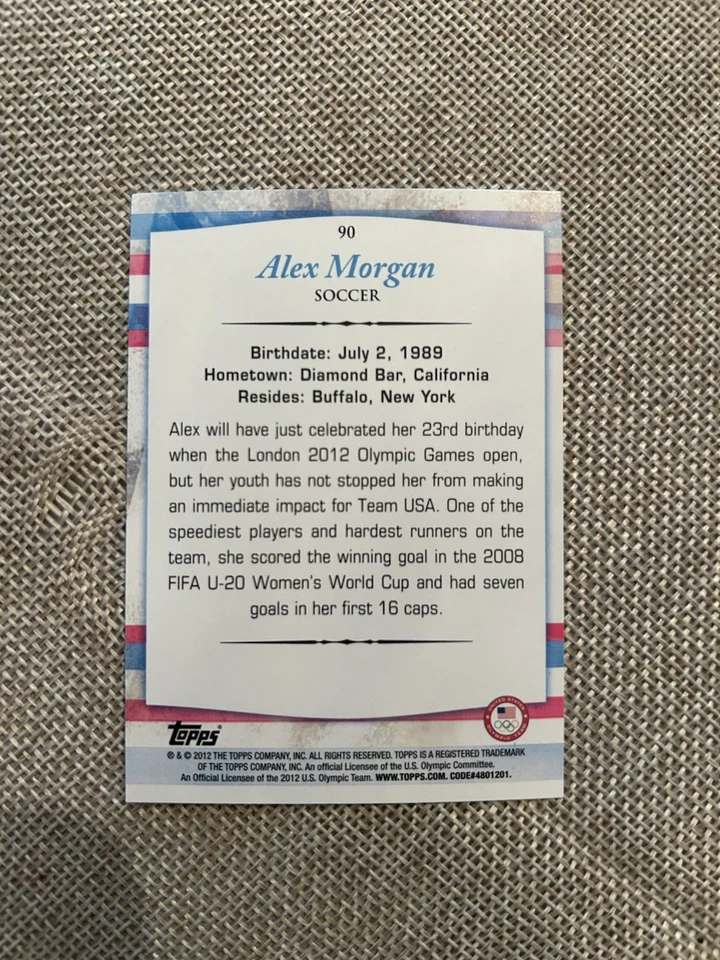 90
Alex Morgan
SOCCER
Birthdate: July 2, 1989
Hometown: Diamond Bar, California
Resides: Buffalo, New York
Alex will have just celebrated her 23rd birthday
when the London 2012 Olympic Games open,
but her youth has not stopped her from making
an immediate impact for Team USA. One of the
speediest players and hardest runners on the
team, she scored the winning goal in the 2008
FIFA U-20 Women's World Cup and had seven
goals in her first 16 caps.
UNITED STATES
OLYMPIC TEAM
Topps
® & © 2012 THE TOPPS COMPANY, INC. ALL RIGHTS RESERVED. TOPPS IS A REGISTERED TRADEMARK
OF THE TOPPS COMPANY, INC. An official Licensee of the U.S. Olympic Committee.
An Official Licensee of the 2012 U.S. Olympic Team. WWW.TOPPS.COM. CODE#4801201.